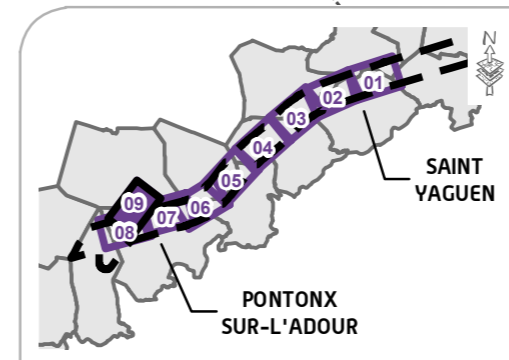 N
01
02
03
04
05
06
07
08
09
SAINT
YAGUEN
PONTONX
SUR-L'ADOUR